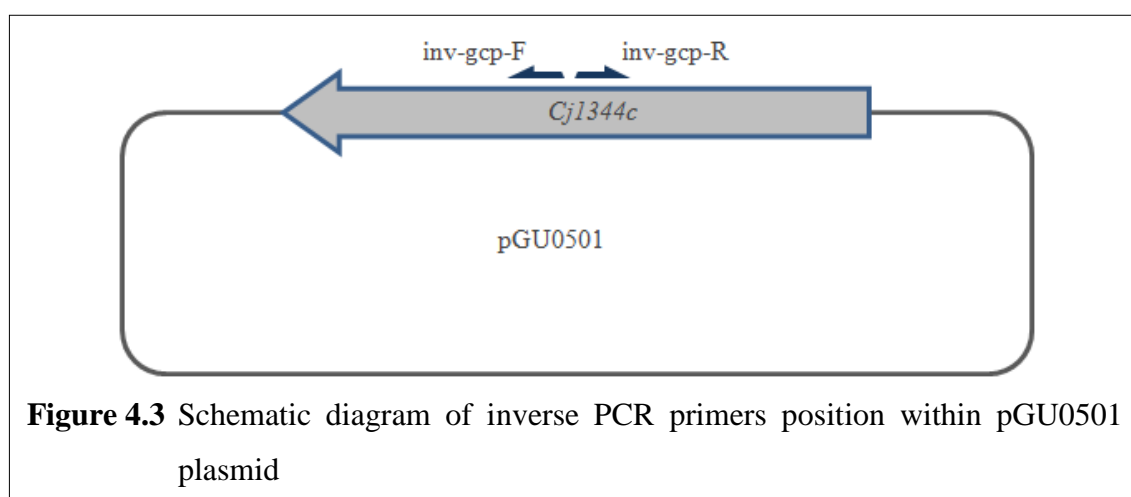 inv-gcp-F inv-gcp-R
Cj1344c
pGU0501
Figure 4.3 Schematic diagram of inverse PCR primers position within pGU0501
plasmid